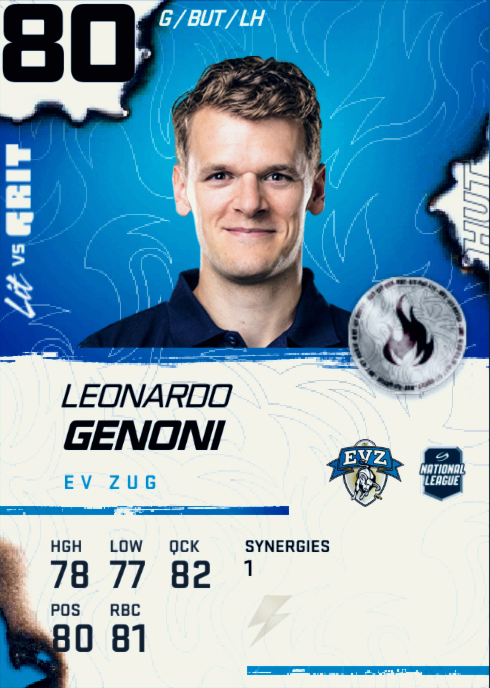 80
G / BUT / LH
Lit vs GRIT
HUT
LEONARDO
GENONI
EV ZUG
EVZ
NATIONAL
LEAGUE
HGH LOW QCK SYNERGIES
78 77 82 1
POS RBC
80 81